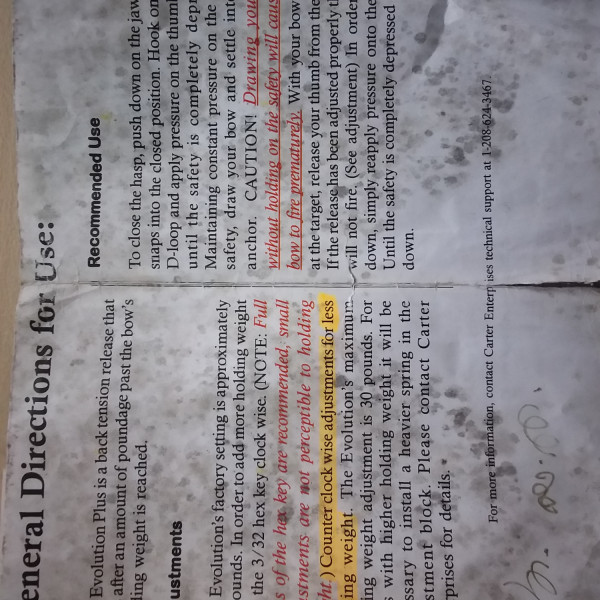 eneral Directions for Use:
Evolution Plus is a back tension release that
after an amount of poundage past the bow's
ding weight is reached.
ustments
Evolution's factory setting is approximately
ounds. In order to add more holding weight
the 3/32 hex key clock wise. (NOTE: Full
s of the hex key are recommended, small
stments are not perceptible to holding
ht.) Counter clock wise adjustments for less
ing weight. The Evolution's maximum
ing weight adjustment is 30 pounds. For
s with higher holding weight it will be
ssary to install a heavier spring in the
stment block. Please contact Carter
rprises for details.
Recommended Use
To close the hasp, push down on the jaw
snaps into the closed position. Hook on
D-loop and apply pressure on the thum
until the safety is completely depr
Maintaining constant pressure on the
safety, draw your bow and settle into
anchor. CAUTION! Drawing you
without holding on the safety will caus
bow to fire prematurely. With your bow
at the target, release your thumb from the
If the release has been adjusted properly t
will not fire. (See adjustment) In order
down, simply reapply pressure onto the
Until the safety is completely depressed
down.
For more information, contact Carter Enterprises technical support at 1-208-624-3467